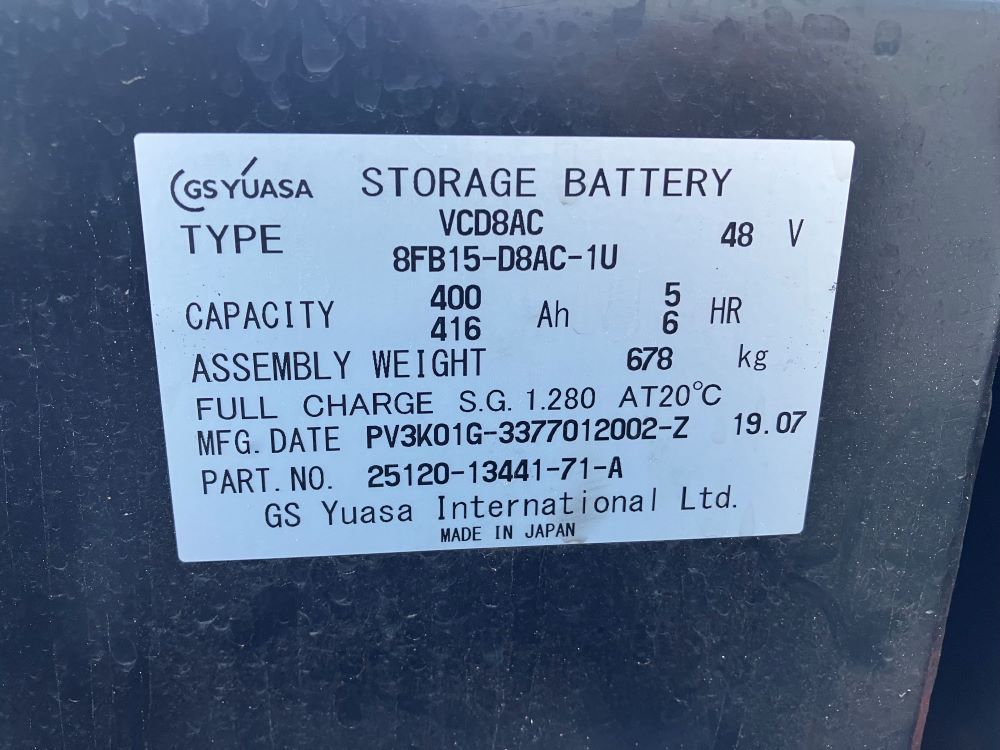 GS YUASA STORAGE BATTERY
TYPE VCD8AC 48 V
8FB15-D8AC-1U
CAPACITY 400 Ah 5 HR
416 6
ASSEMBLY WEIGHT 678 kg
FULL CHARGE S.G. 1.280 AT20℃
MFG. DATE PV3K01G-3377012002-Z 19.07
PART. NO. 25120-13441-71-A
GS Yuasa International Ltd.
MADE IN JAPAN